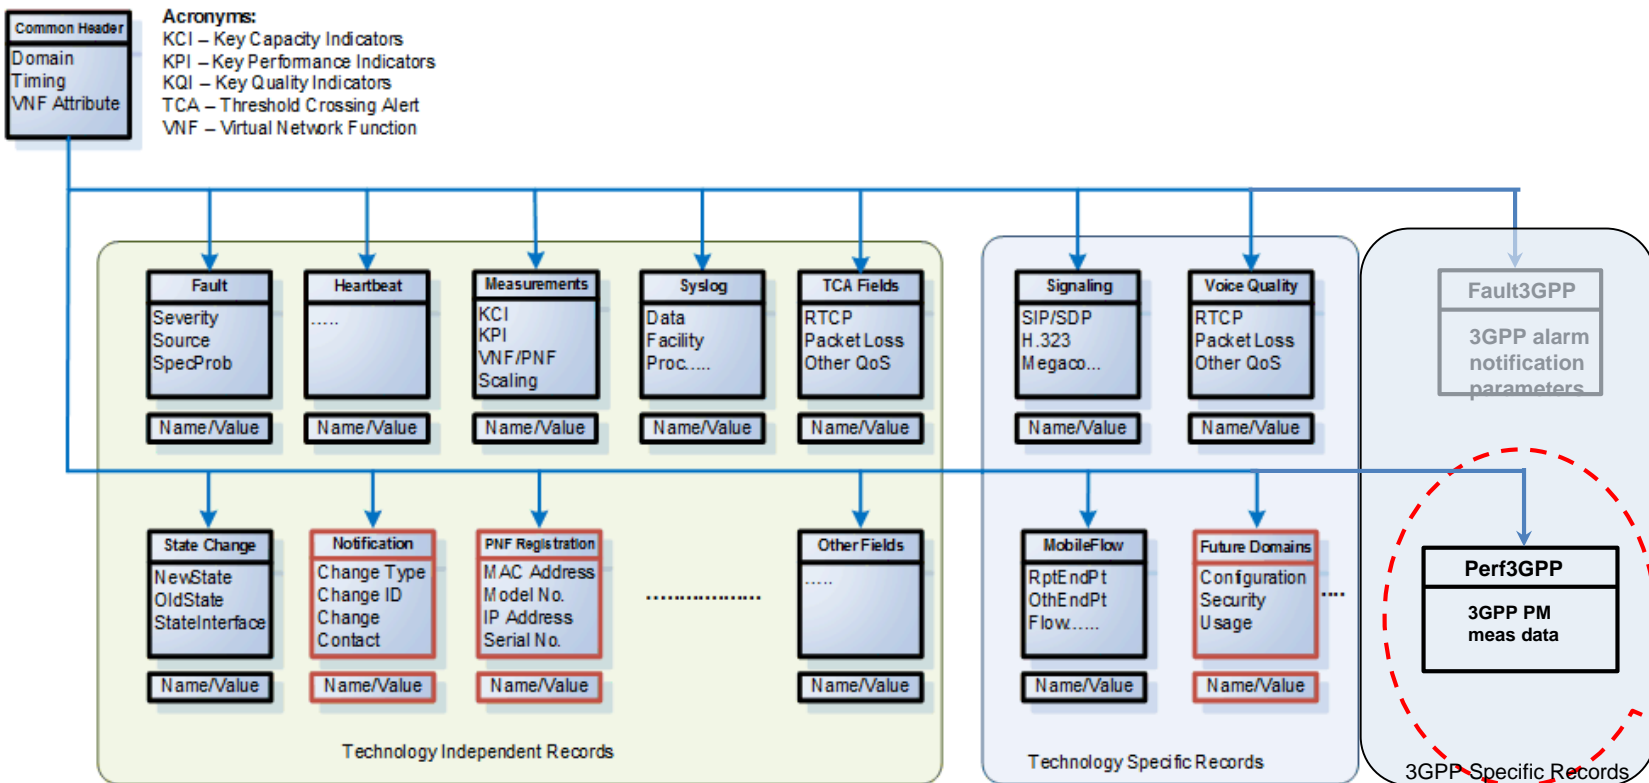 Common Header
Domain
Timing
VNF Attribute
Acronyms:
KCI – Key Capacity Indicators
KPI – Key Performance Indicators
KQI – Key Quality Indicators
TCA – Threshold Crossing Alert
VNF – Virtual Network Function
Fault
Severity
Source
SpecProb
Name/Value
Heartbeat
.....
Name/Value
Measurements
KCI
KPI
VNF/PNF
Scaling
Name/Value
Syslog
Data
Facility
Proc.....
Name/Value
TCA Fields
RTCP
Packet Loss
Other QoS
Name/Value
Signaling
SIP/SDP
H.323
Megaco...
Name/Value
Voice Quality
RTCP
Packet Loss
Other QoS
Name/Value
Fault3GPP
3GPP alarm
notification
parameters
State Change
NewState
OldState
StateInterface
Name/Value
Notification
Change Type
Change ID
Change
Contact
Name/Value
PNF Registration
MAC Address
Model No.
IP Address
Serial No.
Name/Value
..................
Other Fields
.....
Name/Value
MobileFlow
RptEndPt
OthEndPt
Flow......
Name/Value
Future Domains
Configuration
Security
Usage
Name/Value
....
Perf3GPP
3GPP PM
meas data
Technology Independent Records
Technology Specific Records
3GPP Specific Records